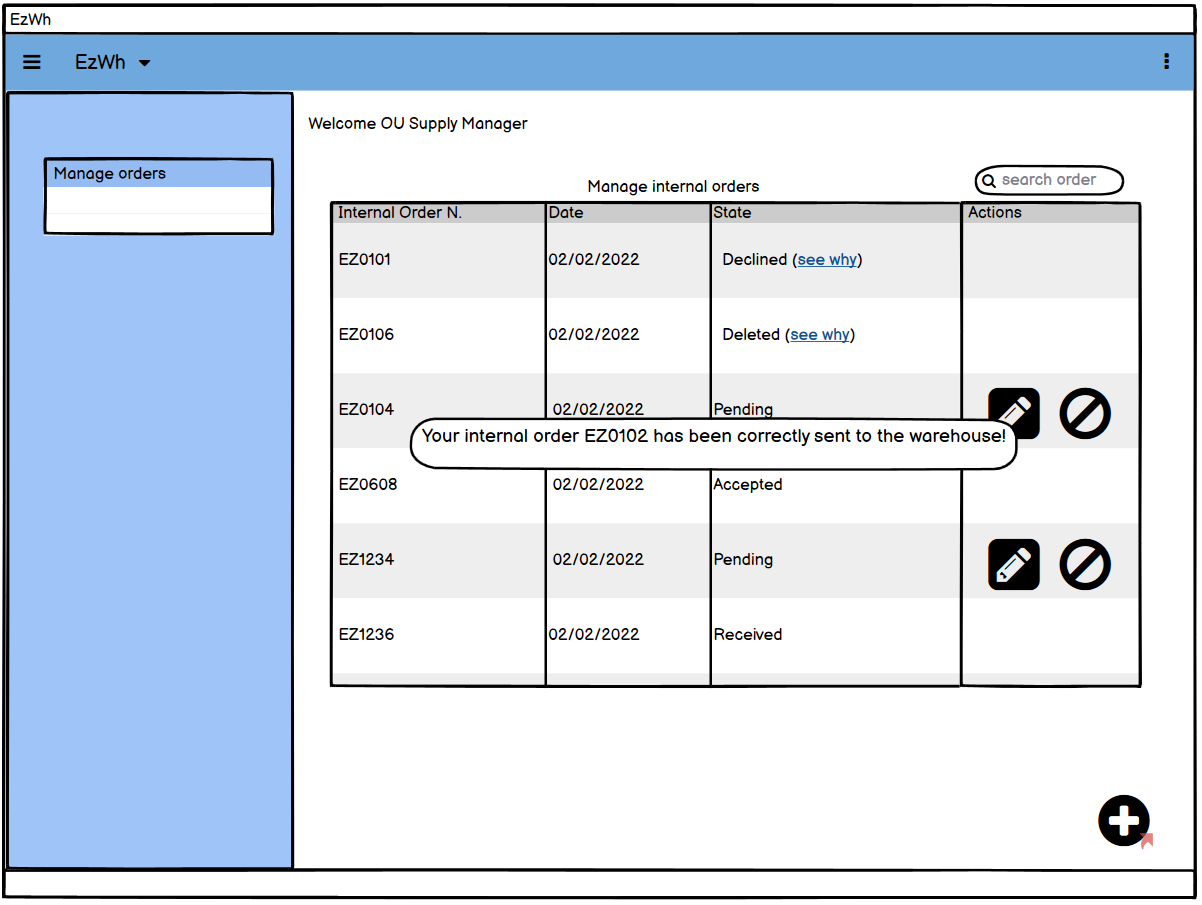 EzWh
EzWh
Welcome OU Supply Manager
Manage orders
search order
Manage internal orders
Internal Order N. Date State Actions
EZ0101 02/02/2022 Declined (see why)
EZ0106 02/02/2022 Deleted (see why)
EZ0104 02/02/2022 Pending
Your internal order EZ0102 has been correctly sent to the warehouse!
EZ0608 02/02/2022 Accepted
EZ1234 02/02/2022 Pending
EZ1236 02/02/2022 Received